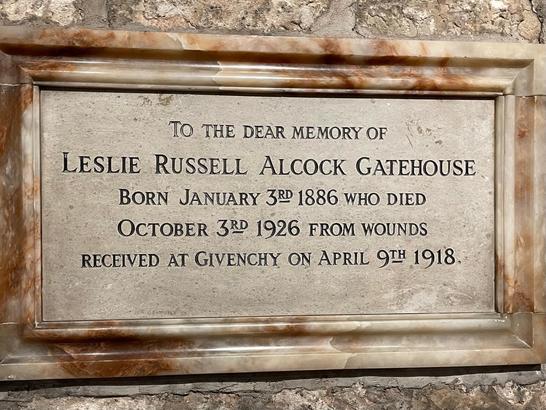 To the dear memory of
Leslie Russell Alcock Gatehouse
Born January 3rd 1886 who died
October 3rd 1926 from wounds
received at Givenchy on April 9th 1918.